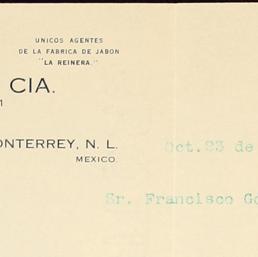 UNICOS AGENTES
DE LA FABRICA DE JABON
"LA REINERA."
CIA.
ONTERREY, N. L.
MEXICO.
Oct. 23 de
Sr. Francisco Go